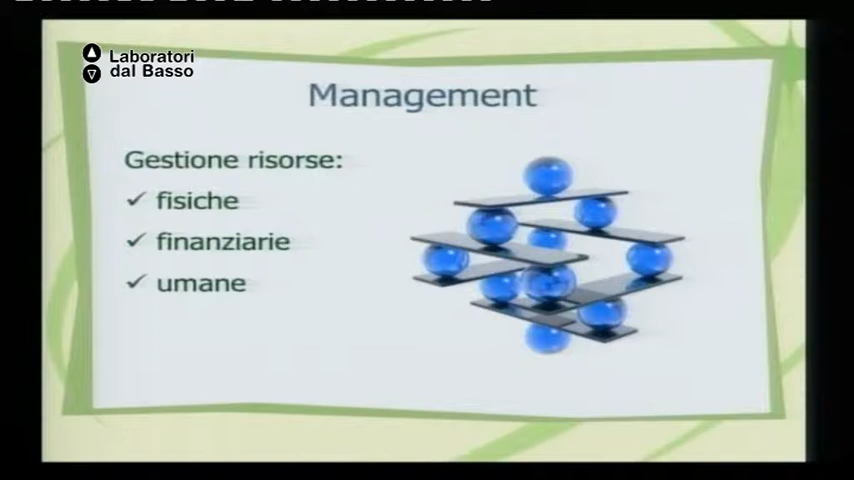 Laboratori
dal Basso
Management
Gestione risorse:
✓ fisiche
✓ finanziarie
✓ umane